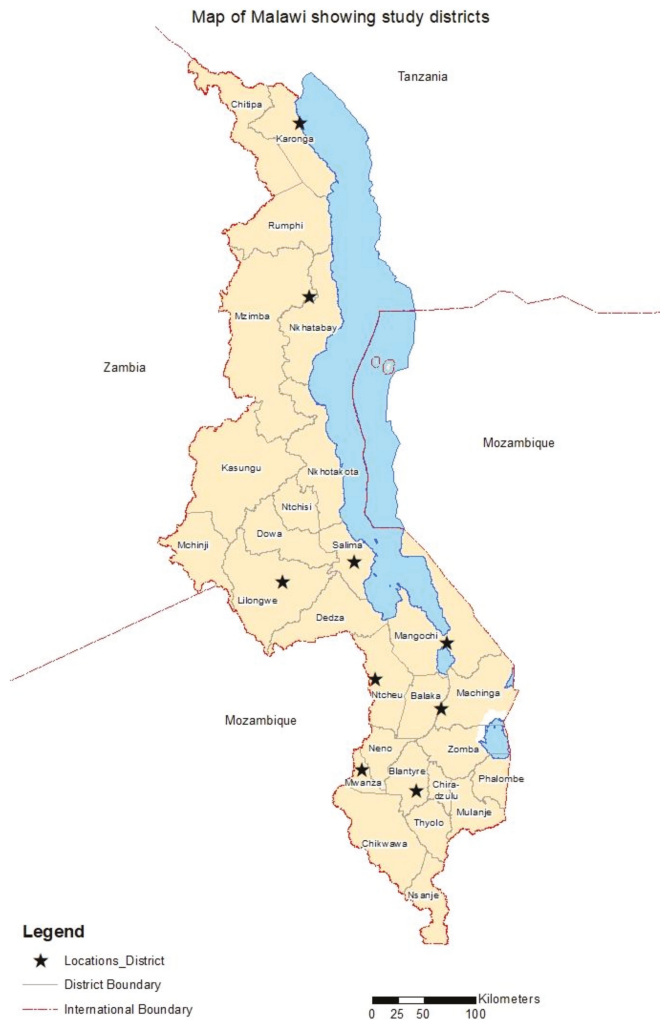 Map of Malawi showing study districts
Tanzania
Chitipa
Karonga
Rumphi
Mzimba
Nkhatabay
Zambia
Mozambique
Kasungu
Nkhotakota
Ntchisi
Dowa
Mchinji
Salima
Lilongwe
Dedza
Mangochi
Ntcheu
Balaka
Machinga
Mozambique
Neno
Zomba
Mwanza
Blantyre
Chira-
dzulu
Phalombe
Mulanje
Thyolo
Chikwawa
Nsanje
Legend
Locations_District
District Boundary
International Boundary
Kilometers
0 25 50 100